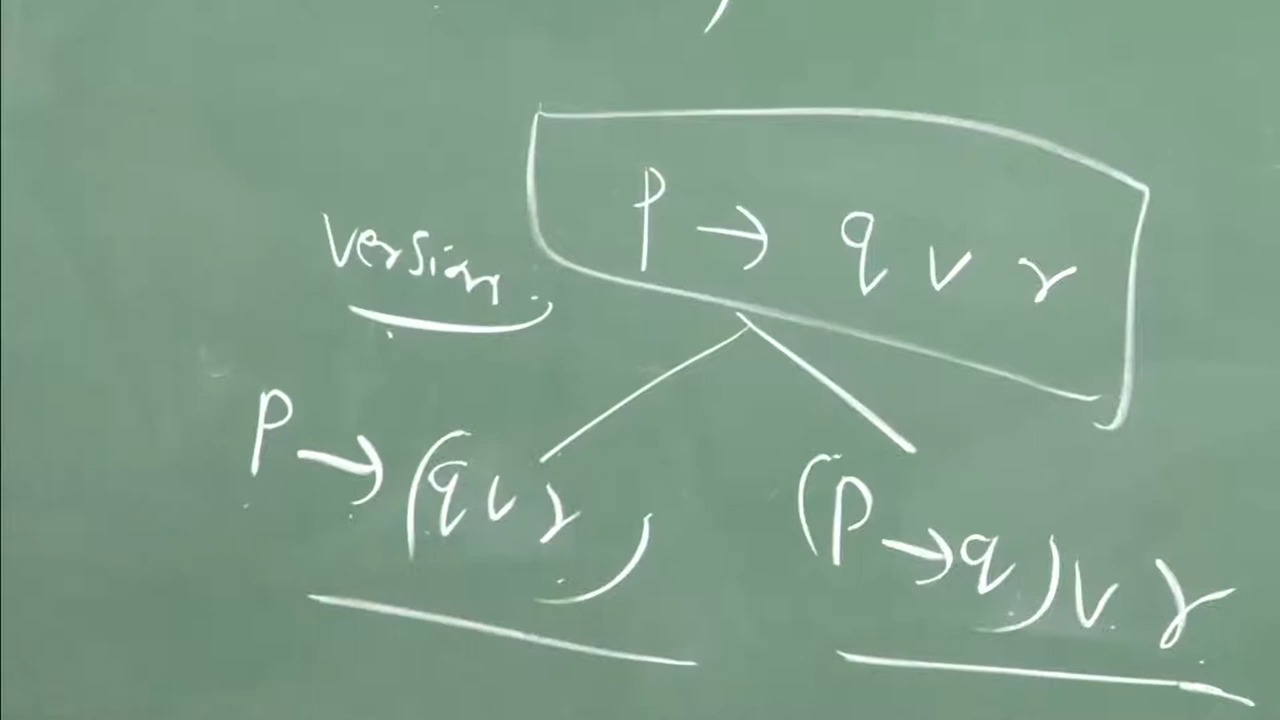 p → q ∨ r
version
p → (q ∨ r)
(p → q) ∨ r